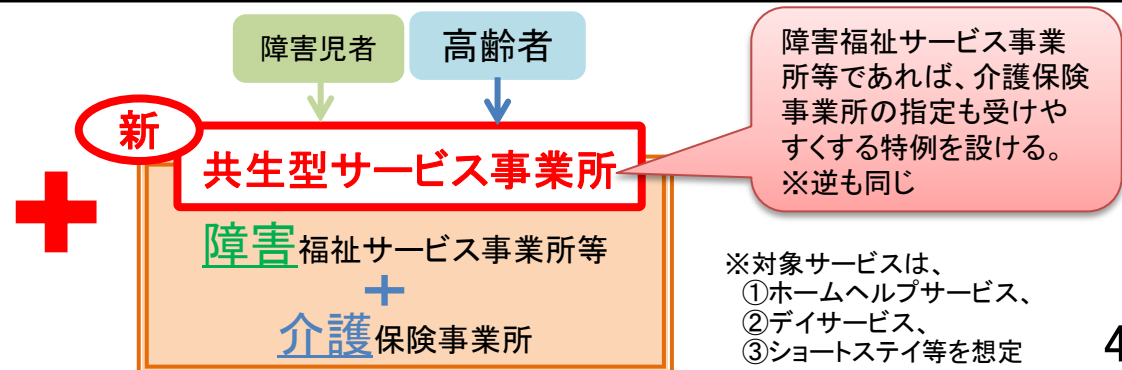 障害児者
高齢者
新
共生型サービス事業所
障害福祉サービス事業所等
+
介護保険事業所
障害福祉サービス事業
所等であれば、介護保険
事業所の指定も受けや
すくする特例を設ける。
※逆も同じ
※対象サービスは、
①ホームヘルプサービス、
②デイサービス、
③ショートステイ等を想定
4